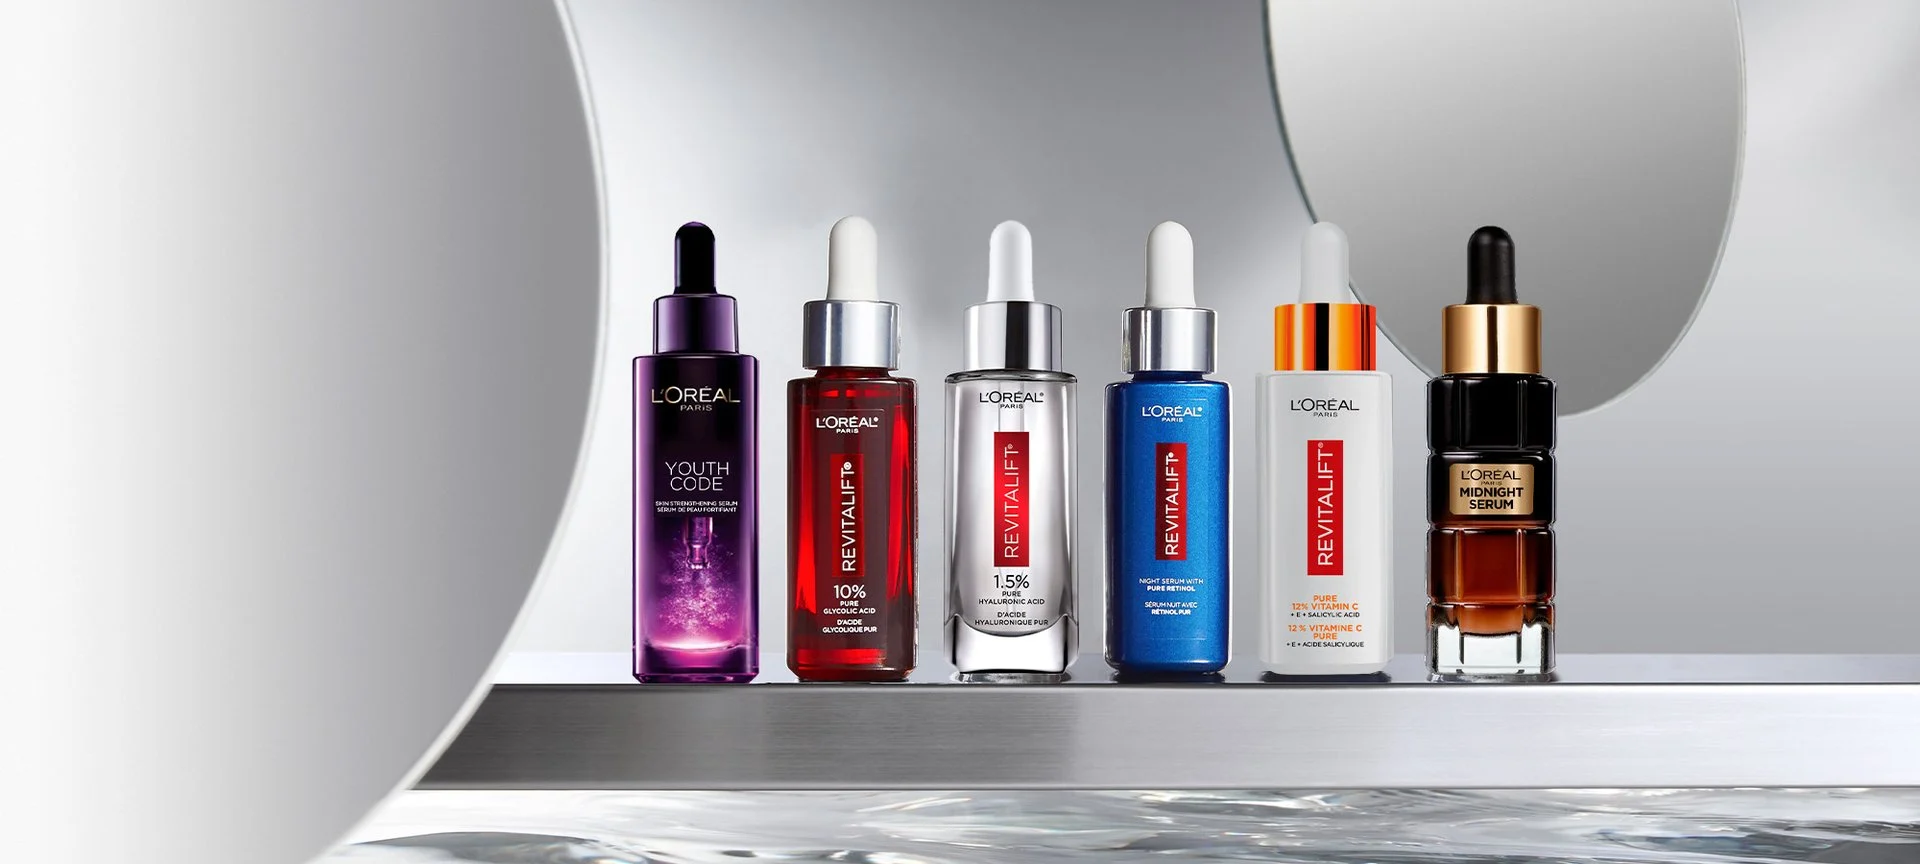 L'ORÉAL
PARIS
YOUTH
CODE
SKIN STRENGTHENING SERUM
SÉRUM DE PEAU FORTIFIANT
L'ORÉAL®
PARIS
REVITALIFT®
10%
PURE
GLYCOLIC ACID
D'ACIDE
GLYCOLIQUE PUR
L'ORÉAL®
PARIS
REVITALIFT®
1.5%
PURE
HYALURONIC ACID
D'ACIDE
HYALURONIQUE PUR
L'ORÉAL®
PARIS
REVITALIFT®
NIGHT SERUM WITH
PURE RETINOL
SÉRUM NUIT AVEC
RÉTINOL PUR
L'ORÉAL
PARIS
REVITALIFT®
PURE
12% VITAMIN C
+ E + SALICYLIC ACID
12% VITAMINE C
PURE
+ E + ACIDE SALICYLIQUE
L'ORÉAL
PARIS
MIDNIGHT
SERUM